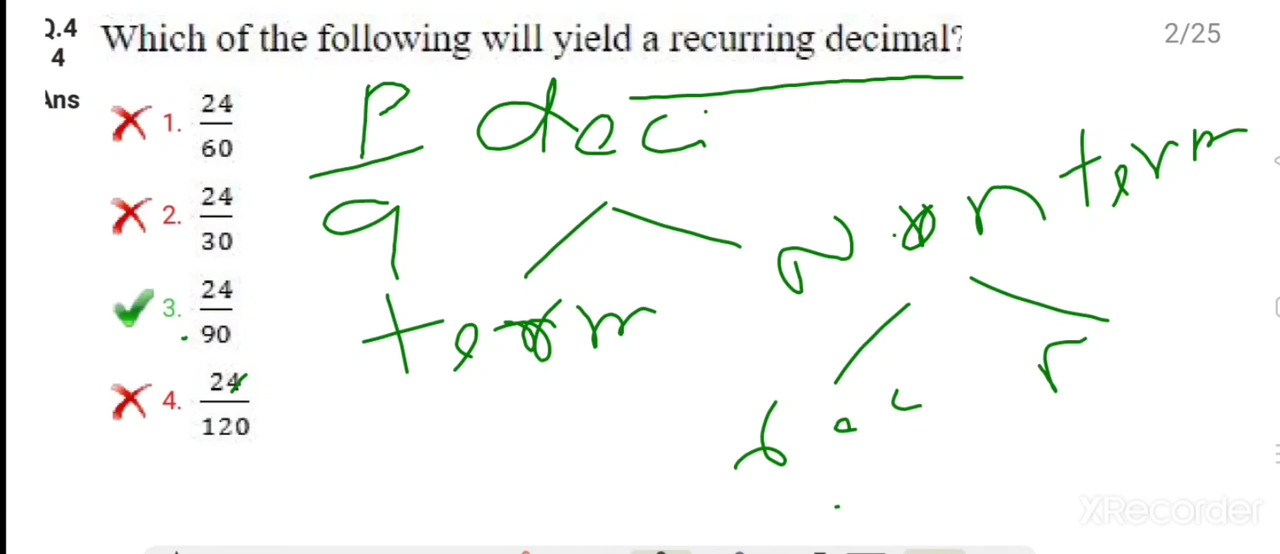 Q.4
4
Which of the following will yield a recurring decimal?
2/25
Ans
1. 24/60
2. 24/30
3. 24/90
4. 24/120
p/q
deci
term
Non term
r
XRecorder